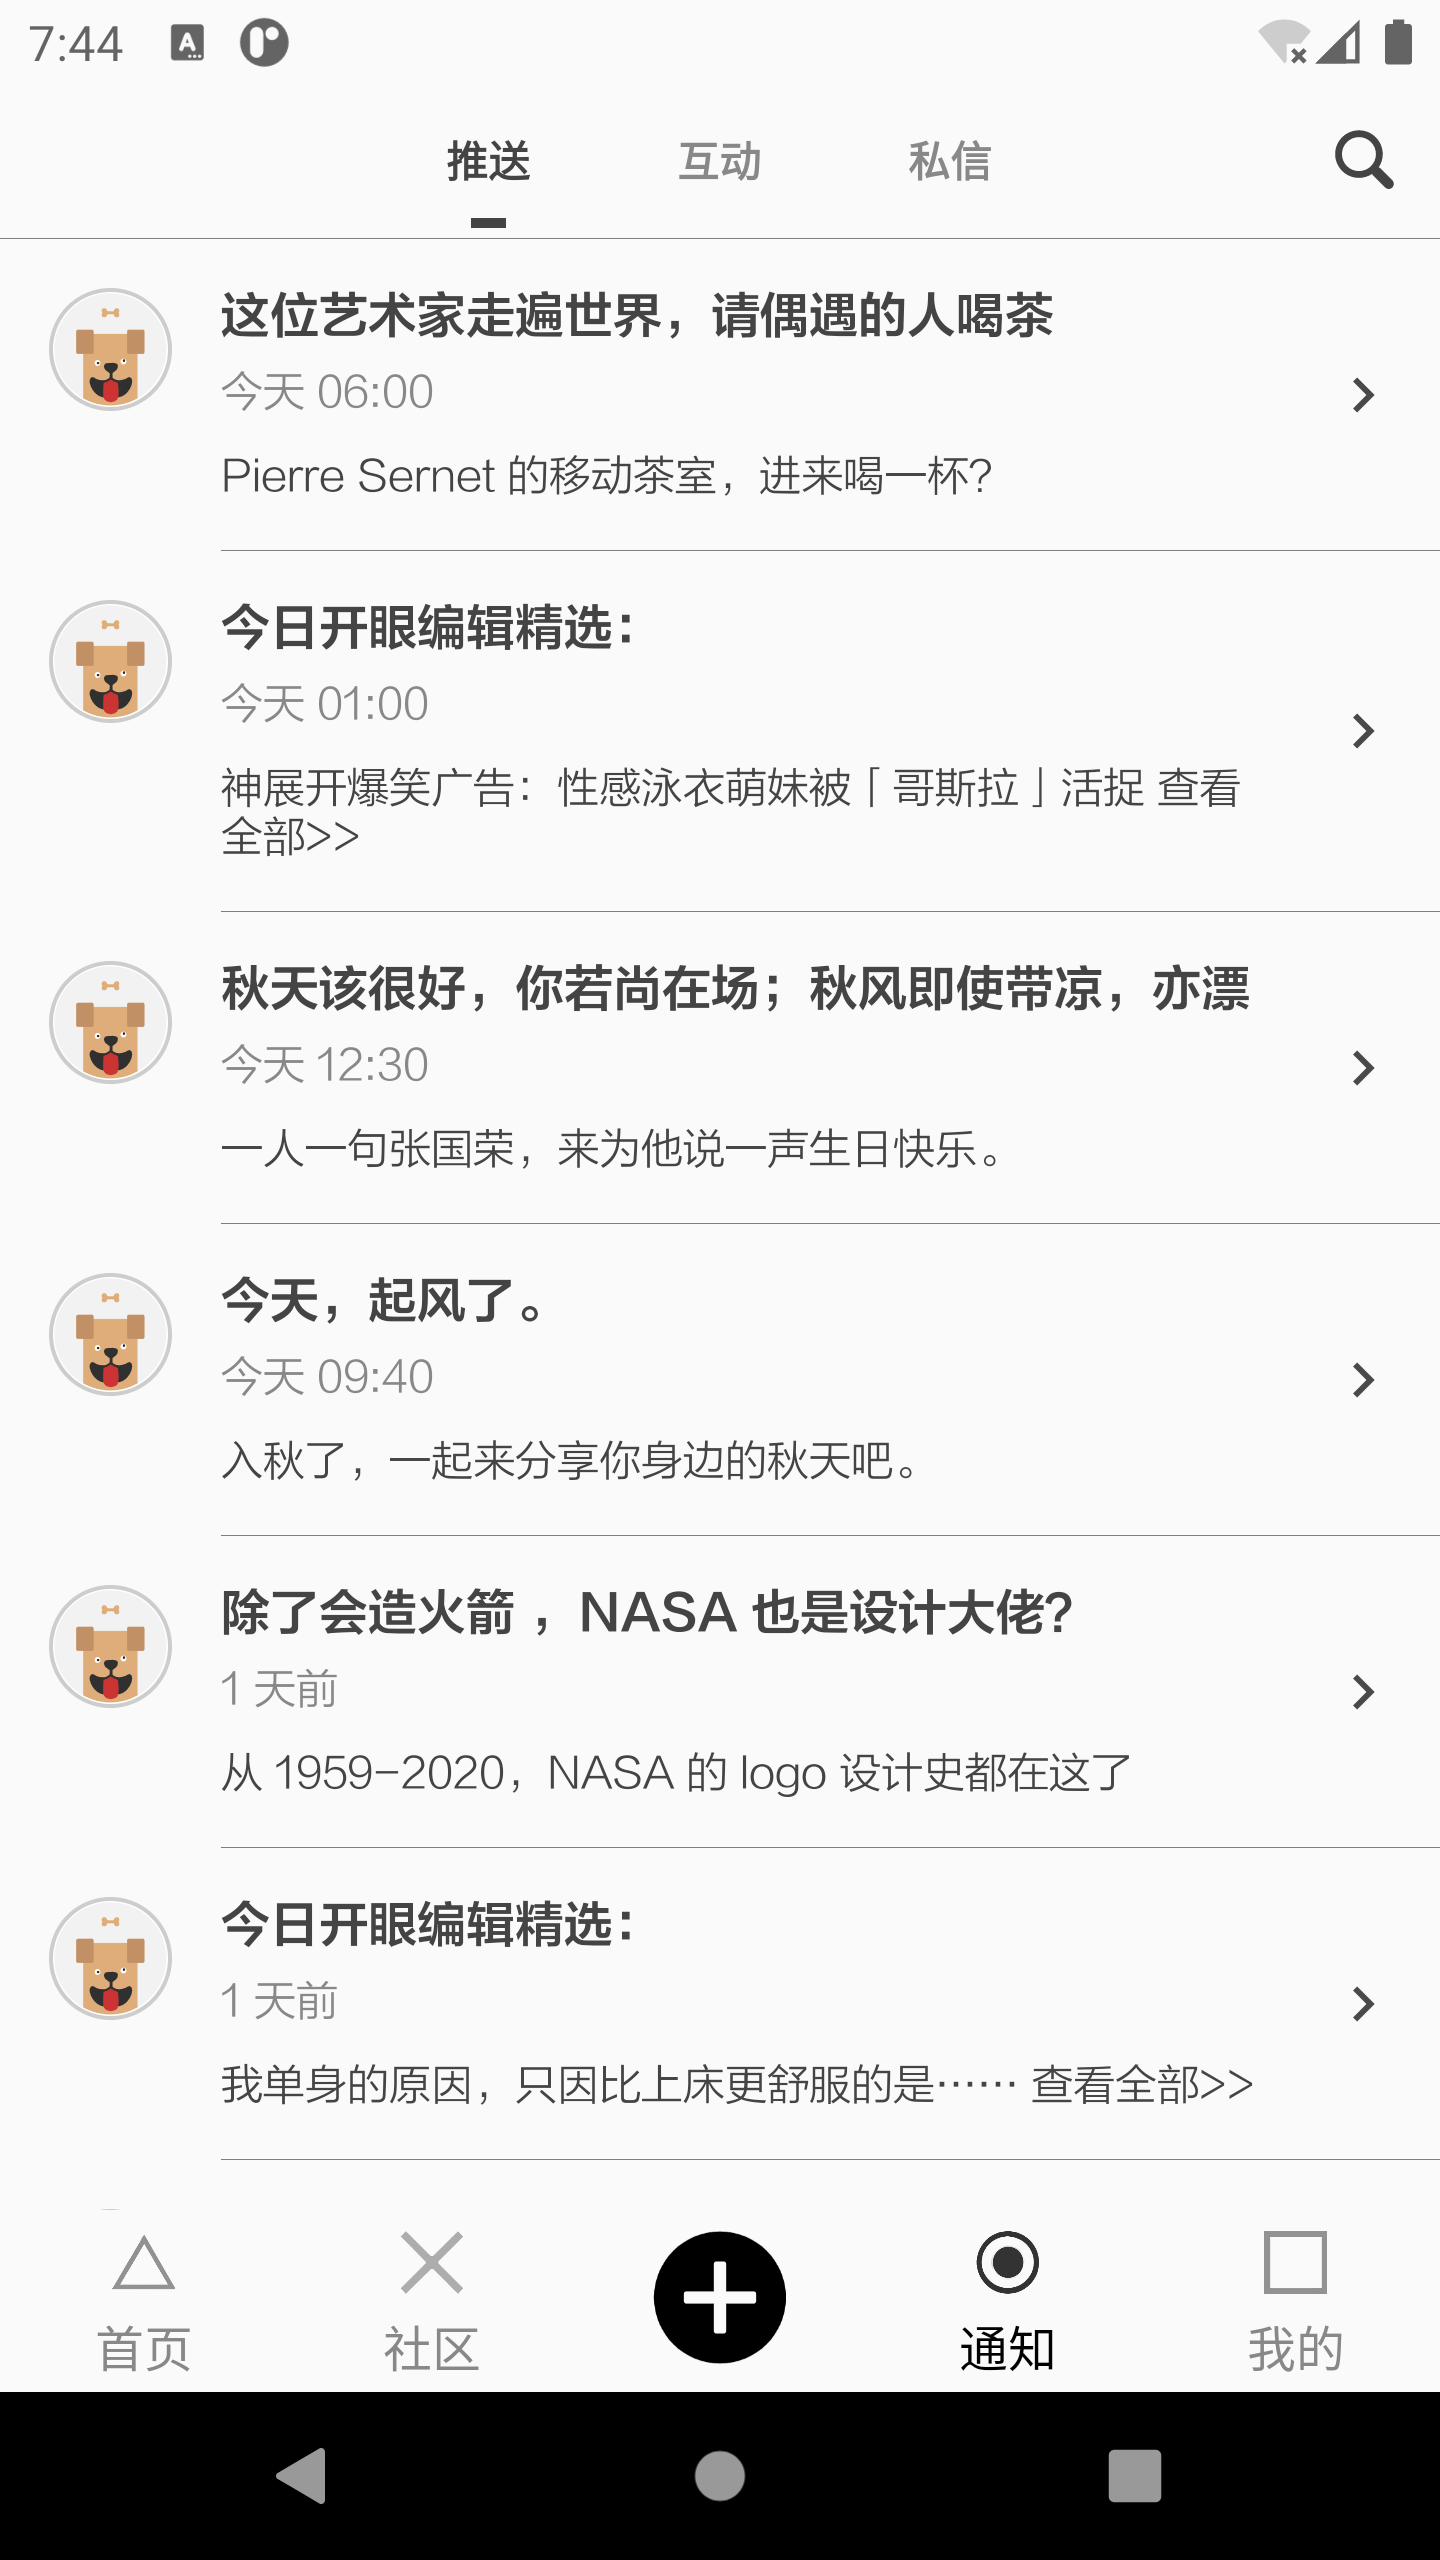 7:44
推送
互动
私信
这位艺术家走遍世界，请偶遇的人喝茶
今天 06:00
Pierre Sernet 的移动茶室，进来喝一杯？
今日开眼编辑精选：
今天 01:00
神展开爆笑广告：性感泳衣萌妹被「哥斯拉」活捉 查看
全部>>
秋天该很好，你若尚在场；秋风即使带凉，亦漂
今天 12:30
一人一句张国荣，来为他说一声生日快乐。
今天，起风了。
今天 09:40
入秋了，一起来分享你身边的秋天吧。
除了会造火箭 ，NASA 也是设计大佬？
1 天前
从 1959-2020，NASA 的 logo 设计史都在这了
今日开眼编辑精选：
1 天前
我单身的原因，只因比上床更舒服的是…… 查看全部>>
首页
社区
通知
我的